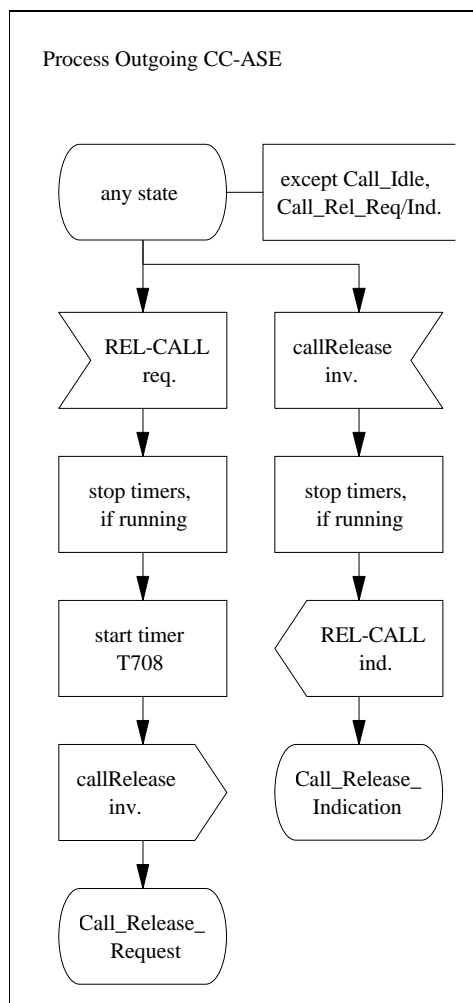 Process Outgoing CC-ASE
any state
except Call_Idle,
Call_Rel_Req/Ind.
REL-CALL
req.
callRelease
inv.
stop timers,
if running
stop timers,
if running
start timer
T708
REL-CALL
ind.
callRelease
inv.
Call_Release_
Indication
Call_Release_
Request